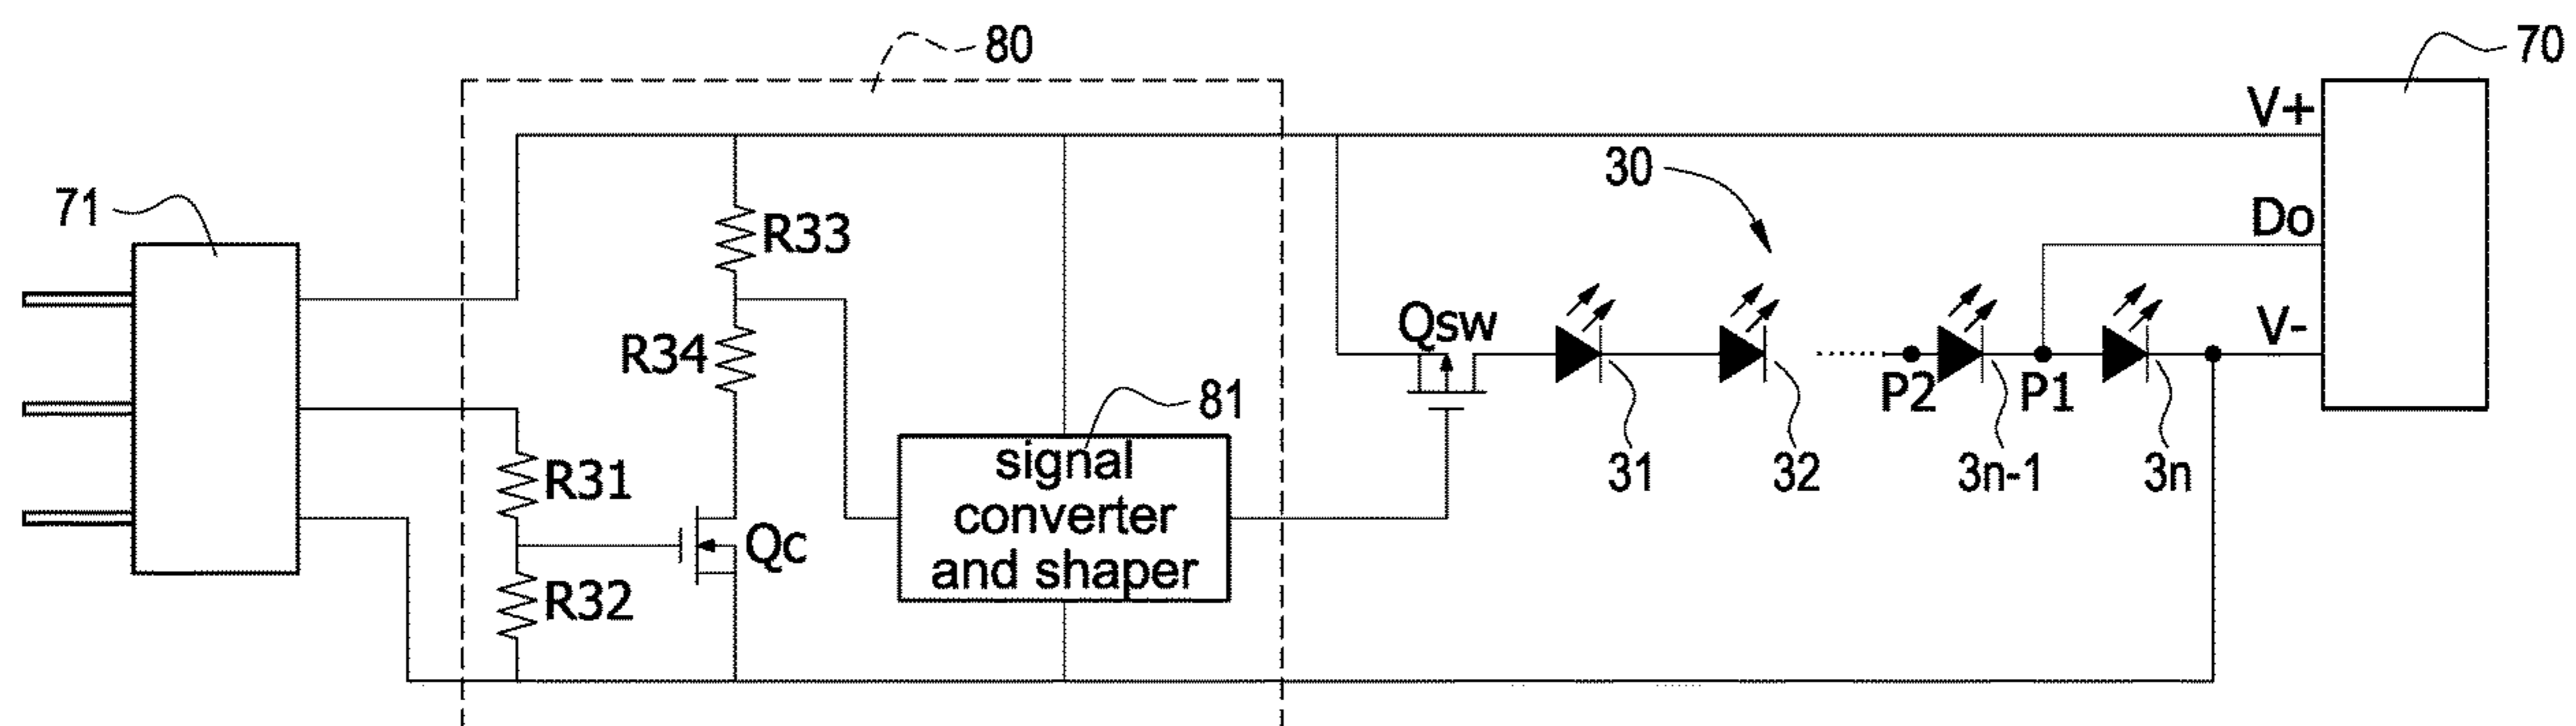 80
70
V+
30
71
R33
Do
Qsw
V-
R34
81
P2
P1
signal
converter
and shaper
31
32
3n-1
3n
R31
Qc
R32